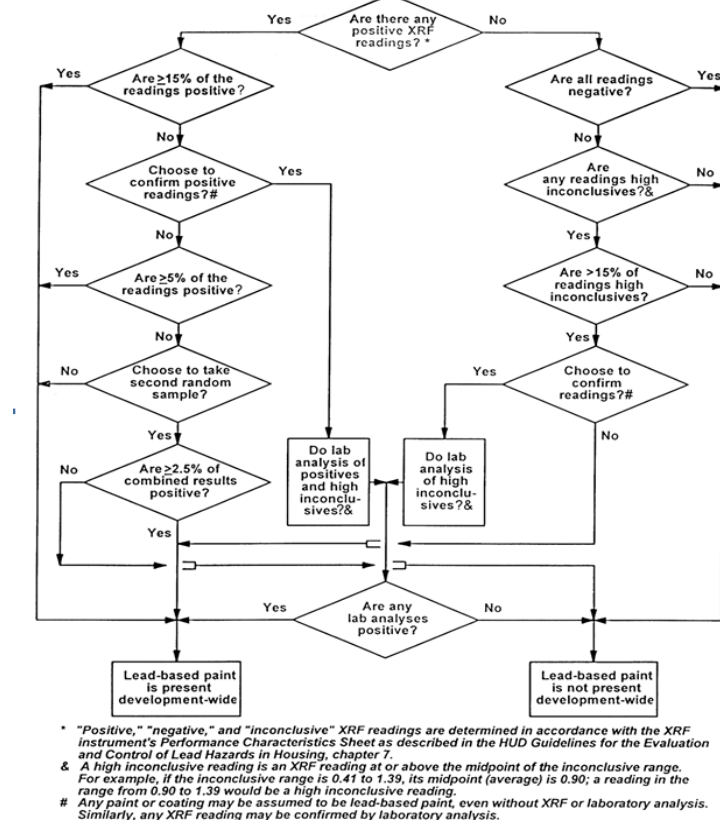 Are there any
positive XRF
readings? *
Yes
No
Yes
Are ≥15% of the
readings positive?
Are all readings
negative?
Yes
No
No
Choose to
confirm positive
readings?#
Yes
Are
any readings high
inconclusives?&
No
No
Yes
Yes
Are ≥5% of the
readings positive?
Are >15% of
readings high
inconclusives?
No
No
Yes
No
Choose to take
second random
sample?
Yes
Choose to
confirm
readings?#
Yes
No
No
Are ≥2.5% of
combined results
positive?
Do lab
analysis of
positives
and high
inconclu-
sives?&
Do lab
analysis
of high
inconclu-
sives?&
Yes
Yes
Are any
lab analyses
positive?
No
Lead-based paint
is present
development-wide
Lead-based paint
is not present
development-wide
* "Positive," "negative," and "inconclusive" XRF readings are determined in accordance with the XRF
instrument's Performance Characteristics Sheet as described in the HUD Guidelines for the Evaluation
and Control of Lead Hazards in Housing, chapter 7.
& A high inconclusive reading is an XRF reading at or above the midpoint of the inconclusive range.
For example, if the inconclusive range is 0.41 to 1.39, its midpoint (average) is 0.90; a reading in the
range from 0.90 to 1.39 would be a high inconclusive reading.
# Any paint or coating may be assumed to be lead-based paint, even without XRF or laboratory analysis.
Similarly, any XRF reading may be confirmed by laboratory analysis.